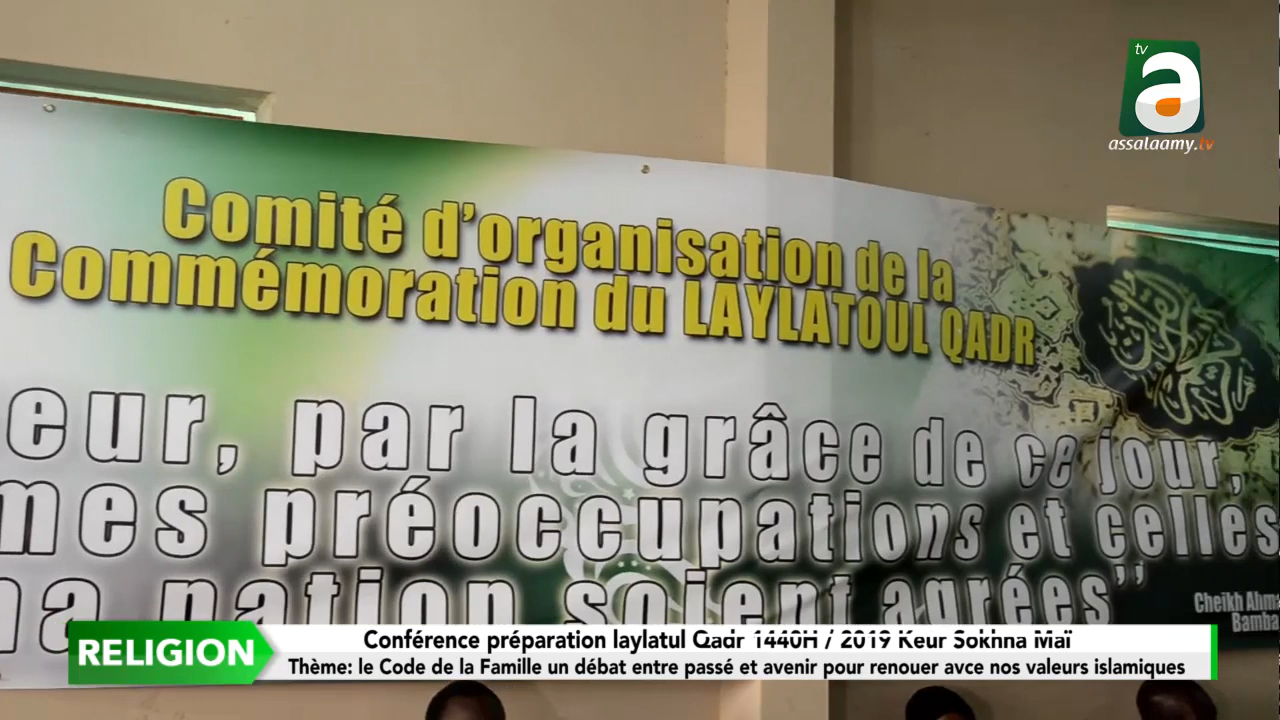 tv
a
assalaamy.tv
Comité d'organisation de la
Commémoration du LAYLATOUL QADR
eur, par la grâce de ce jour,
mes préoccupations et celles
na nation soient agrées"
Cheikh Ahm
Bamba
RELIGION
Conférence préparation laylatul Qadr 1440H / 2019 Keur Sokhna Maï
Thème: le Code de la Famille un débat entre passé et avenir pour renouer avce nos valeurs islamiques